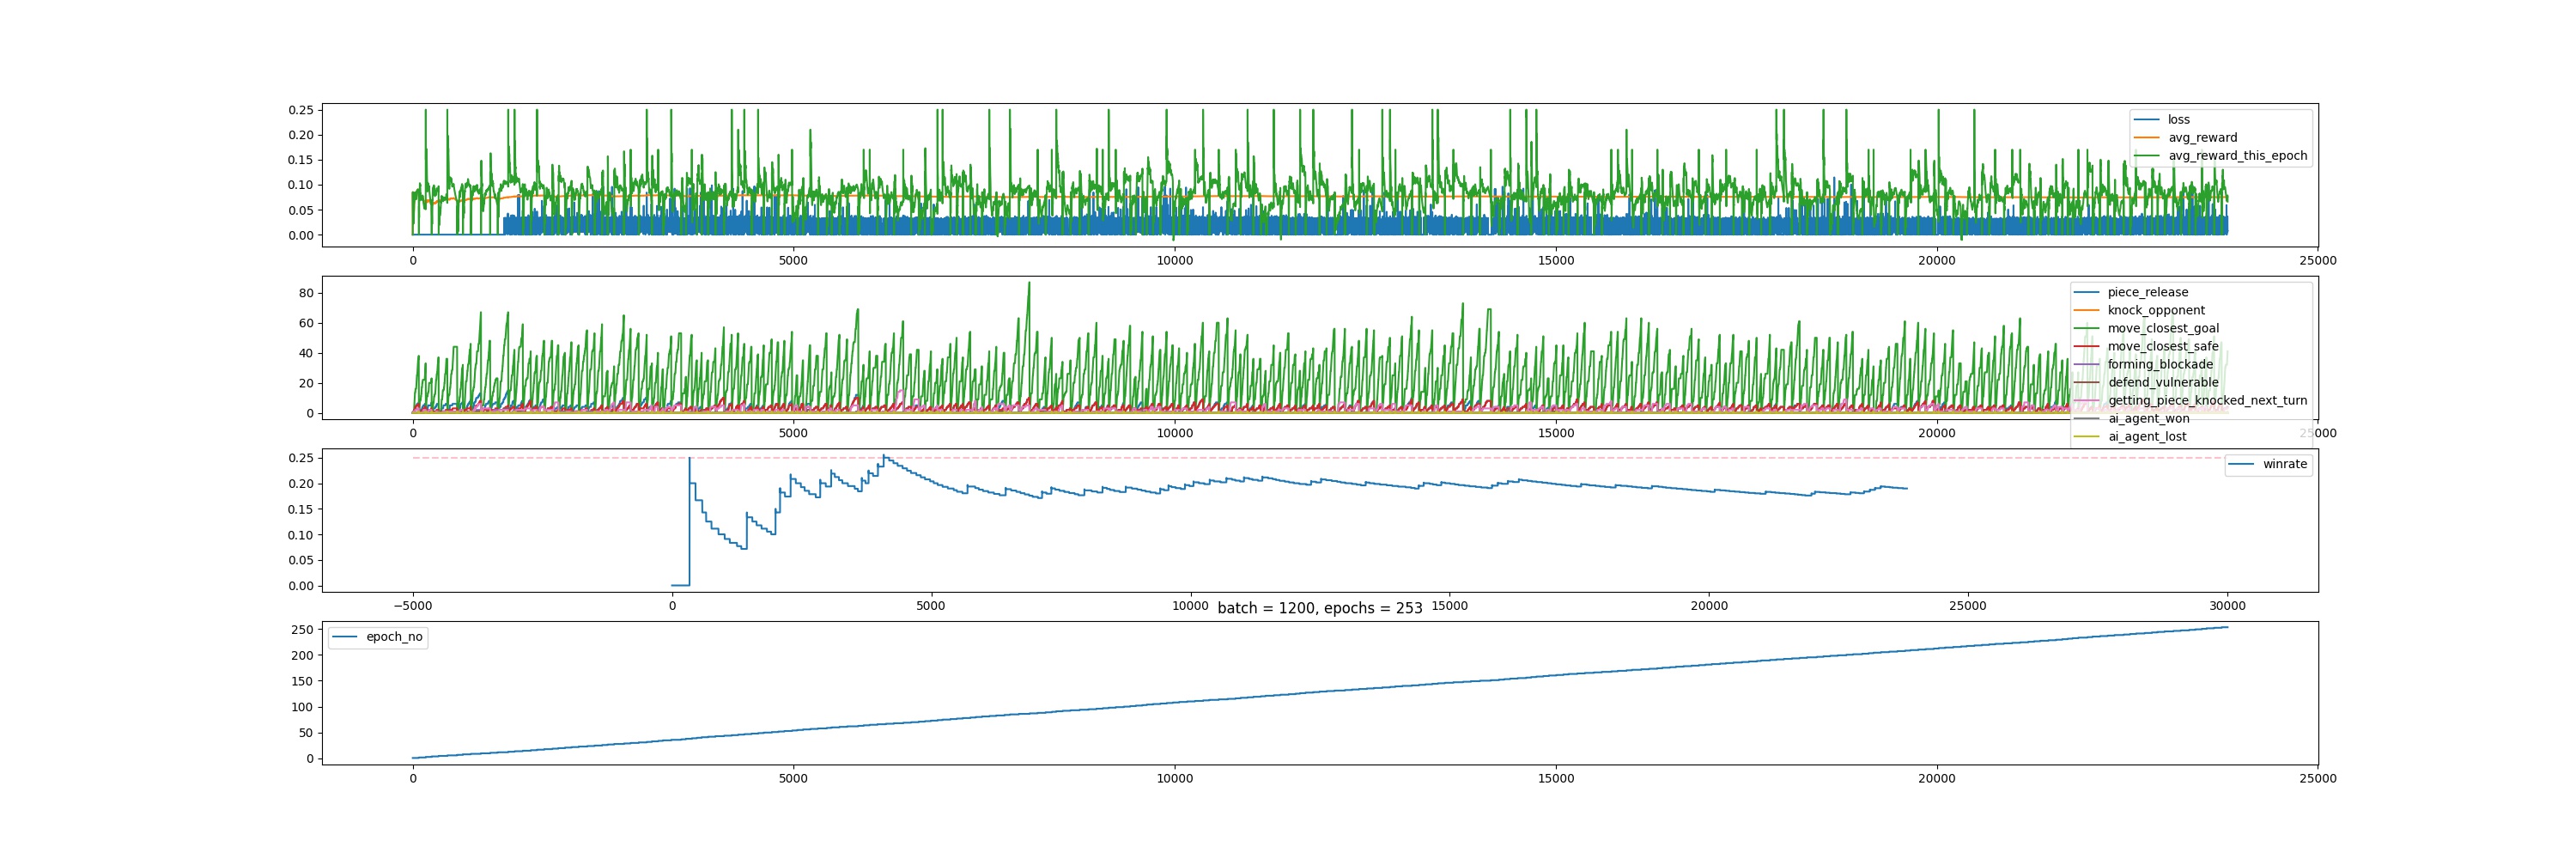 0.25
0.20
0.15
0.10
0.05
0.00
loss
avg_reward
avg_reward_this_epoch
0 5000 10000 15000 20000 25000
80
60
40
20
0
piece_release
knock_opponent
move_closest_goal
move_closest_safe
forming_blockade
defend_vulnerable
getting_piece_knocked_next_turn
ai_agent_won
ai_agent_lost
0 5000 10000 15000 20000 25000
0.25
0.20
0.15
0.10
0.05
0.00
winrate
−5000 0 5000 10000 15000 20000 25000 30000
batch = 1200, epochs = 253
250
200
150
100
50
0
epoch_no
0 5000 10000 15000 20000 25000